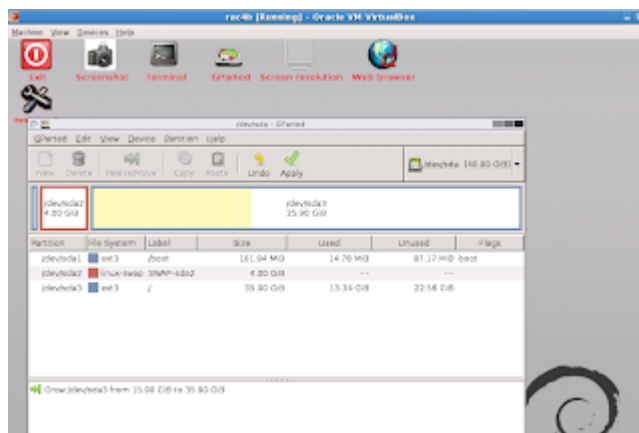 rac4b [Running] - Oracle VM VirtualBox
Machine View Devices Help
Exit Screenshot Terminal GParted Screen resolution Web browser
/dev/sda - GParted
GParted Edit View Device Partition Help
New Delete Resize/Move Copy Paste Undo Apply /dev/sda (40.00 GiB)
/dev/sda2 /dev/sda3
4.00 GiB 35.90 GiB
Partition File System Label Size Used Unused Flags
/dev/sda1 ext3 /boot 101.94 MiB 14.78 MiB 87.17 MiB boot
/dev/sda2 linux-swap SWAP-sda2 4.00 GiB --- ---
/dev/sda3 ext3 / 35.90 GiB 13.34 GiB 22.56 GiB
Grow /dev/sda3 from 15.90 GiB to 35.90 GiB